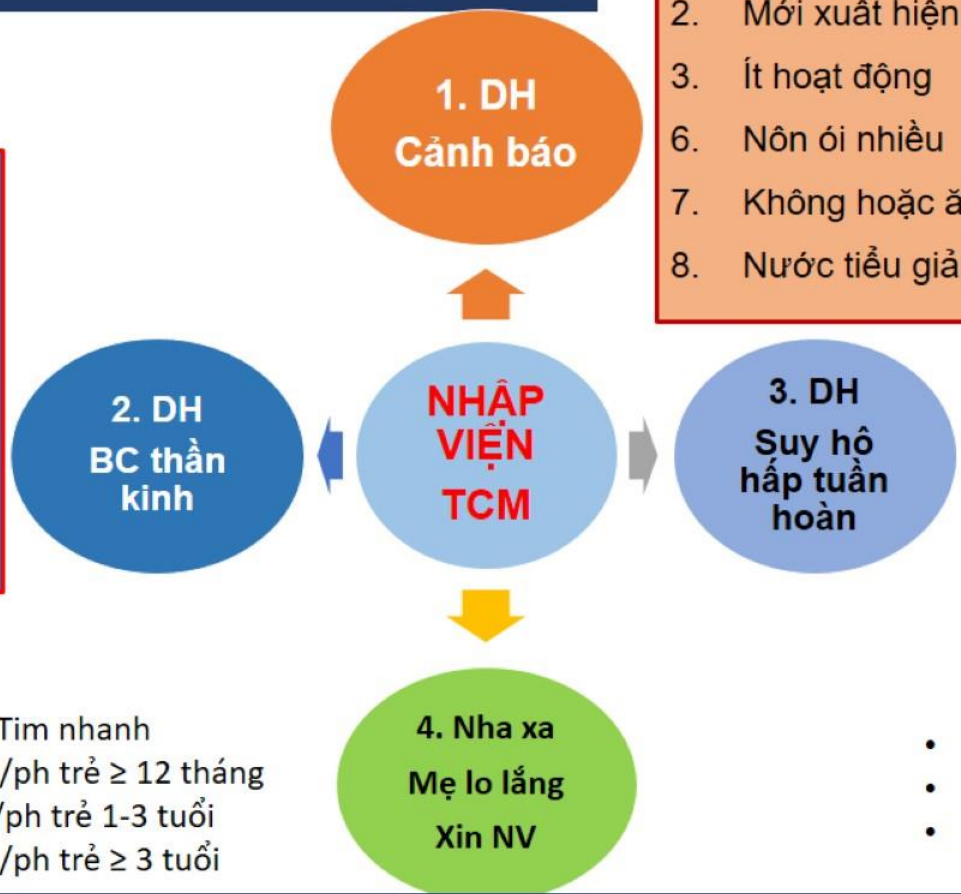 1. DH
Cảnh báo
2. Mới xuất hiện
3. Ít hoạt động
6. Nôn ói nhiều
7. Không hoặc
8. Nước tiểu
2. DH
BC thần
kinh
NHẬP
VIỆN
TCM
3. DH
Suy hô
hấp tuần
hoàn
4. Nha xa
Mẹ lo lắng
Xin NV
Tim nhanh
/ph trẻ ≥ 12 tháng
/ph trẻ 1-3 tuổi
/ph trẻ ≥ 3 tuổi